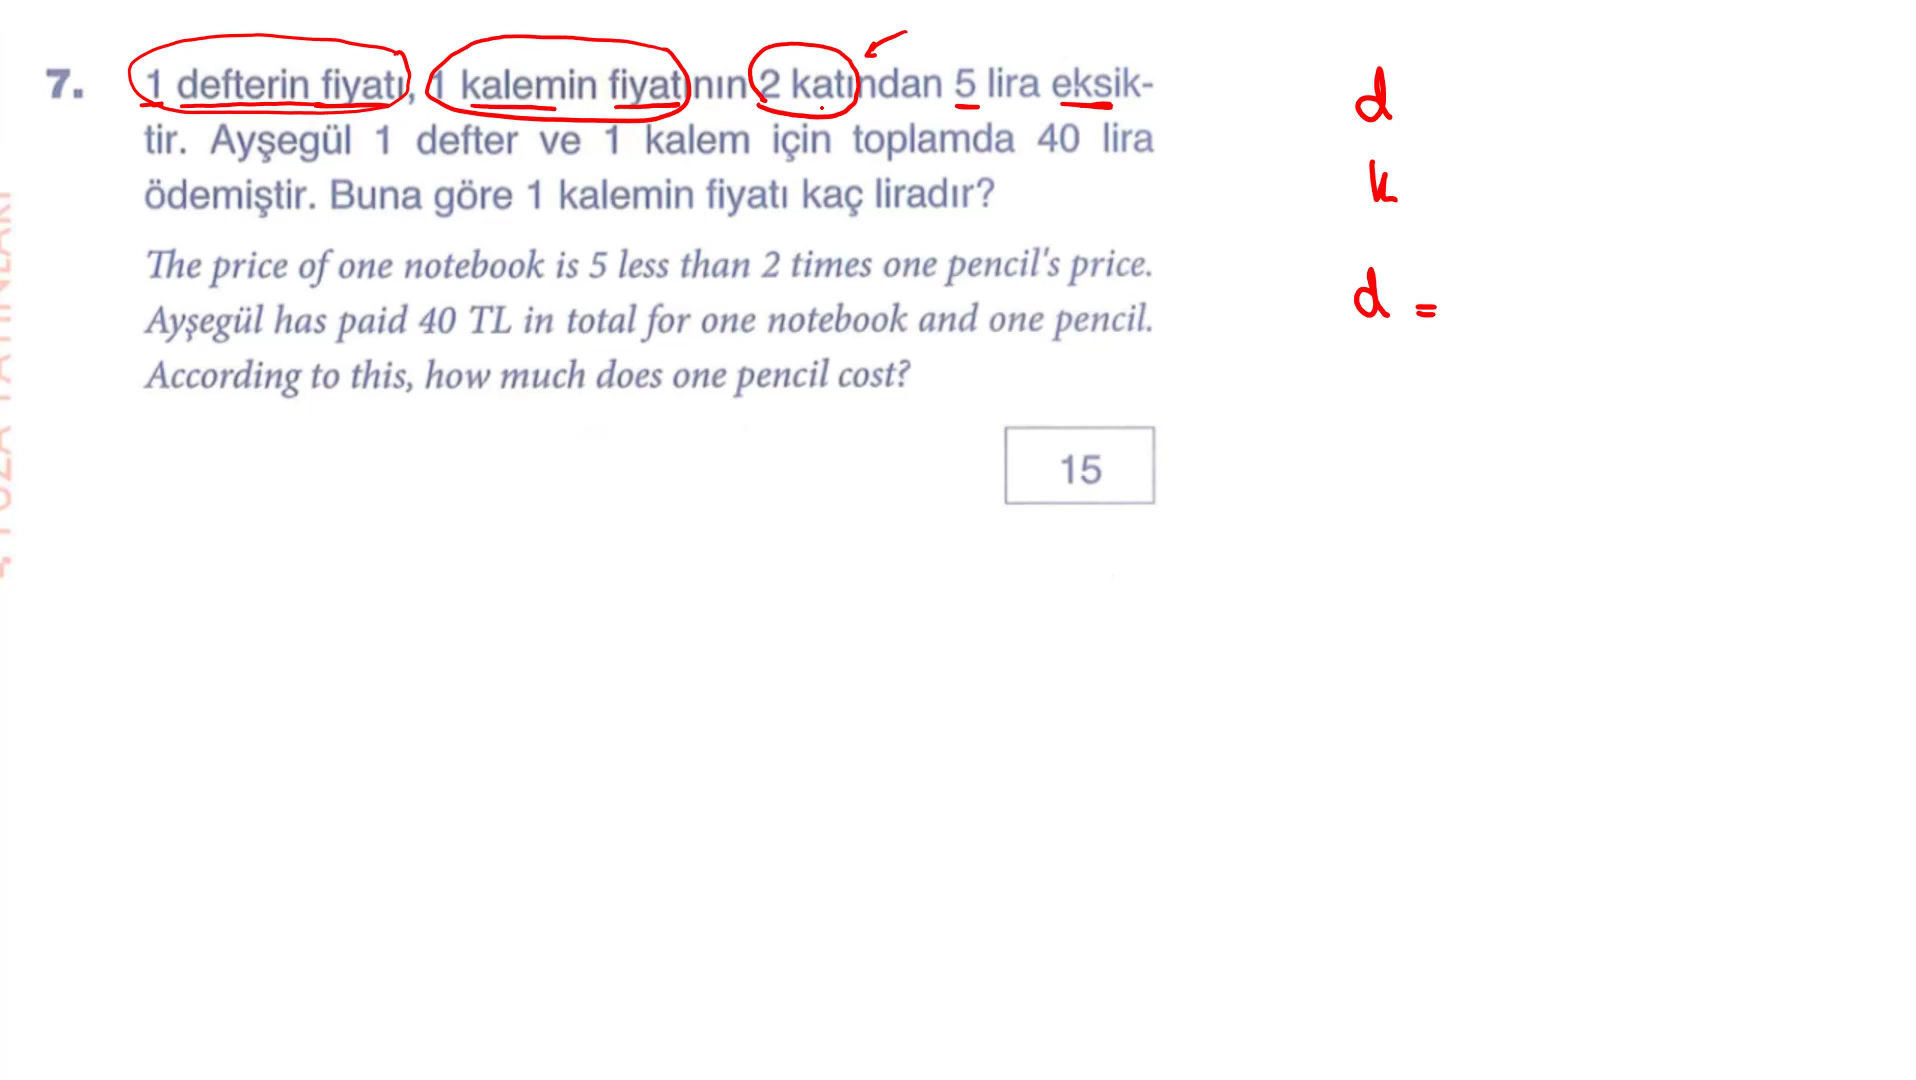 7. 1 defterin fiyatı, 1 kalemin fiyatının 2 katından 5 lira eksik-
tir. Ayşegül 1 defter ve 1 kalem için toplamda 40 lira
ödemiştir. Buna göre 1 kalemin fiyatı kaç liradır?
The price of one notebook is 5 less than 2 times one pencil's price.
Ayşegül has paid 40 TL in total for one notebook and one pencil.
According to this, how much does one pencil cost?
15
d
k
d =